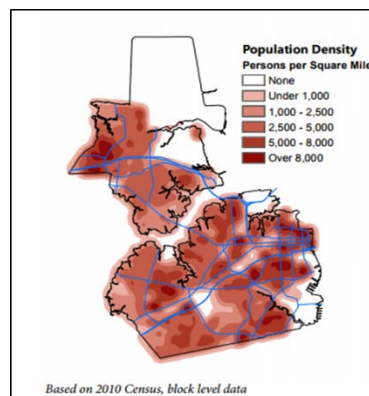 Population Density
Persons per Square Mile
None
Under 1,000
1,000 - 2,500
2,500 - 5,000
5,000 - 8,000
Over 8,000
Based on 2010 Census, block level data